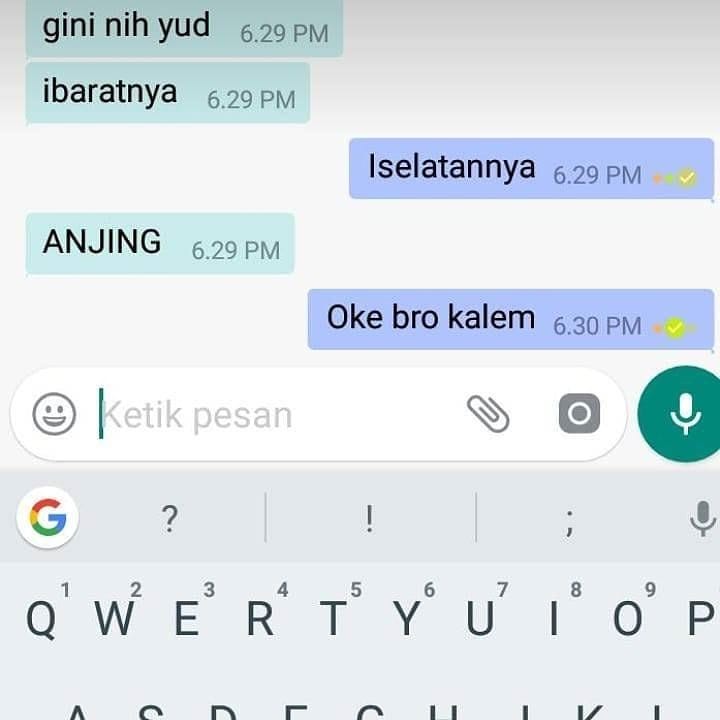 gini nih yud 6.29 PM
ibaratnya 6.29 PM
Iselatannya 6.29 PM
ANJING 6.29 PM
Oke bro kalem 6.30 PM
Ketik pesan
G ? ! ;
1 2 3 4 5 6 7 8 9
Q W E R T Y U I O P
A S D F G H J K L